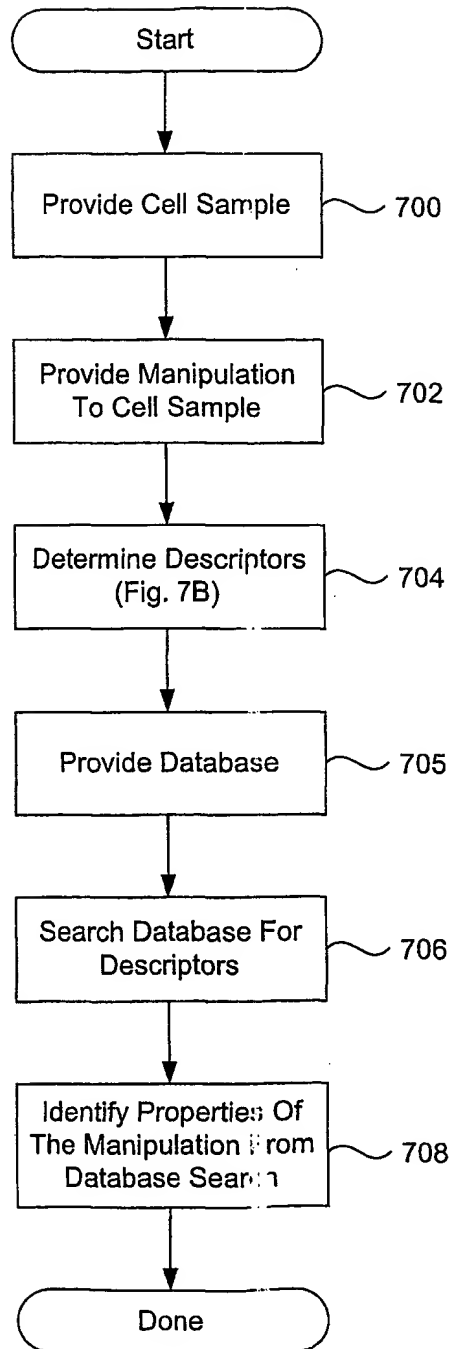 Start
Provide Cell Sample
700
Provide Manipulation
To Cell Sample
702
Determine Descriptors
(Fig. 7B)
704
Provide Database
705
Search Database For
Descriptors
706
Identify Properties Of
The Manipulation From
Database Search
708
Done